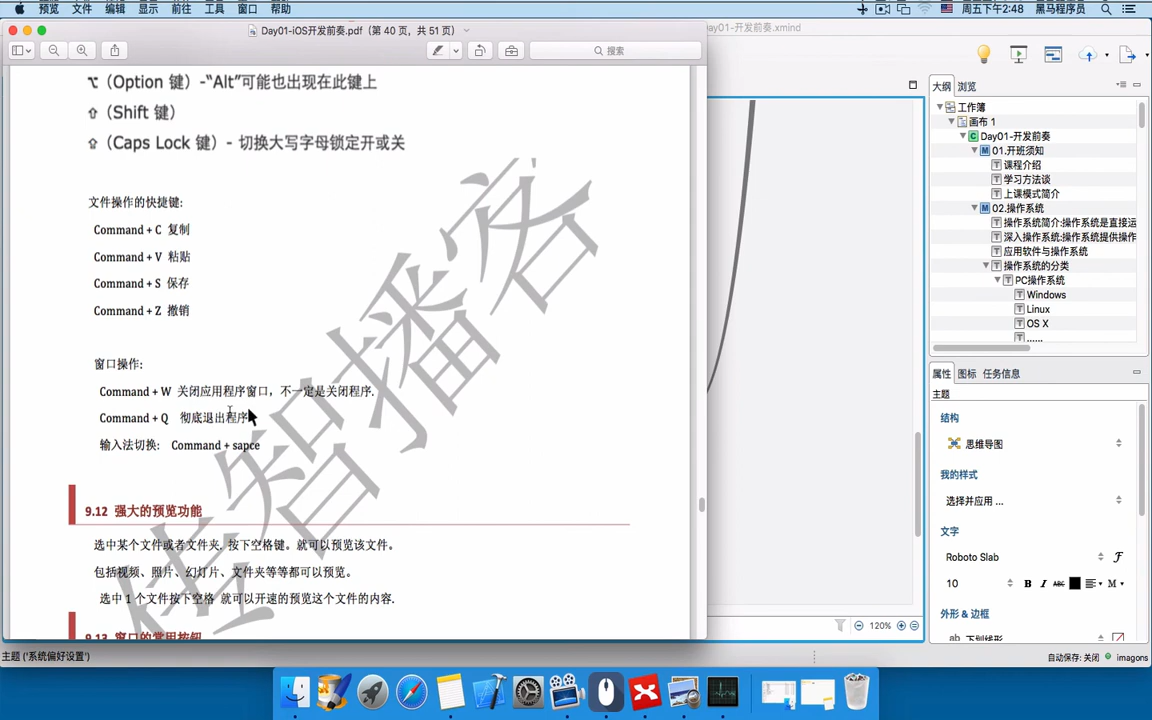 预览 文件 编辑 显示 前往 工具 窗口 帮助
周五下午2:48 黑马程序员
Day01-iOS开发前奏.pdf（第 40 页，共 51 页）
搜索
ay01-开发前奏.xmind
⌥（Option 键）-“Alt”可能也出现在此键上
⇧（Shift 键）
⇪（Caps Lock 键）- 切换大写字母锁定开或关
文件操作的快捷键:
Command + C 复制
Command + V 粘贴
Command + S 保存
Command + Z 撤销
窗口操作:
Command + W 关闭应用程序窗口，不一定是关闭程序.
Command + Q 彻底退出程序
输入法切换: Command + sapce
9.12 强大的预览功能
选中某个文件或者文件夹. 按下空格键。就可以预览该文件。
包括视频、照片、幻灯片、文件夹等等都可以预览。
选中 1 个文件按下空格 就可以开速的预览这个文件的内容.
9.13 窗口的常用按钮
传智播客
大纲 浏览
工作簿
画布 1
Day01-开发前奏
01.开班须知
课程介绍
学习方法谈
上课模式简介
02.操作系统
操作系统简介:操作系统是直接运
深入操作系统:操作系统提供操作
应用软件与操作系统
操作系统的分类
PC操作系统
Windows
Linux
OS X
......
属性 图标 任务信息
主题
结构
思维导图
我的样式
选择并应用 ...
文字
Roboto Slab
10 B I ABC M
外形 & 边框
下划线形
120%
主题 ('系统偏好设置')
自动保存: 关闭 imagons